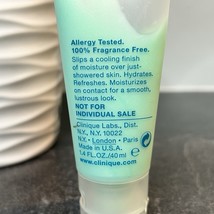 Allergy Tested.
100% Fragrance Free.
Slips a cooling finish
of moisture over just-
showered skin. Hydrates.
Refreshes. Moisturizes
on contact for a smooth,
lustrous look.
NOT FOR
INDIVIDUAL SALE
Clinique Labs., Dist.
N.Y., N.Y. 10022
N.Y. • London • Paris
Made in U.S.A.
1.4 FL.OZ./40 ml ℮
www.clinique.com